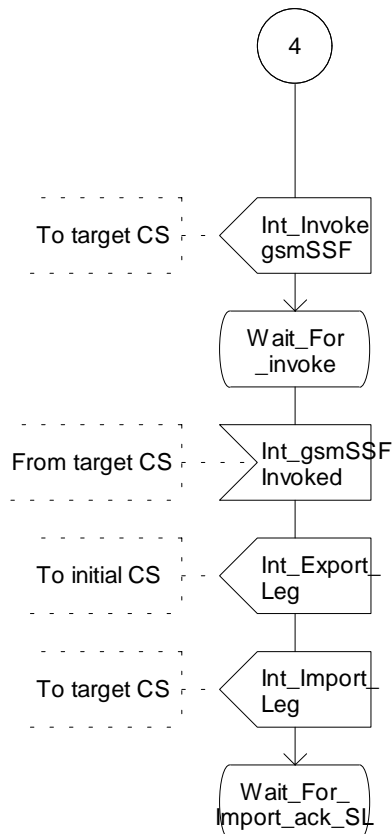 4
To target CS
Int_Invoke
gsmSSF
Wait_For
_invoke
From target CS
Int_gsmSSF
Invoked
To initial CS
Int_Export_
Leg
To target CS
Int_Import_
Leg
Wait_For_
Import_ack_SL